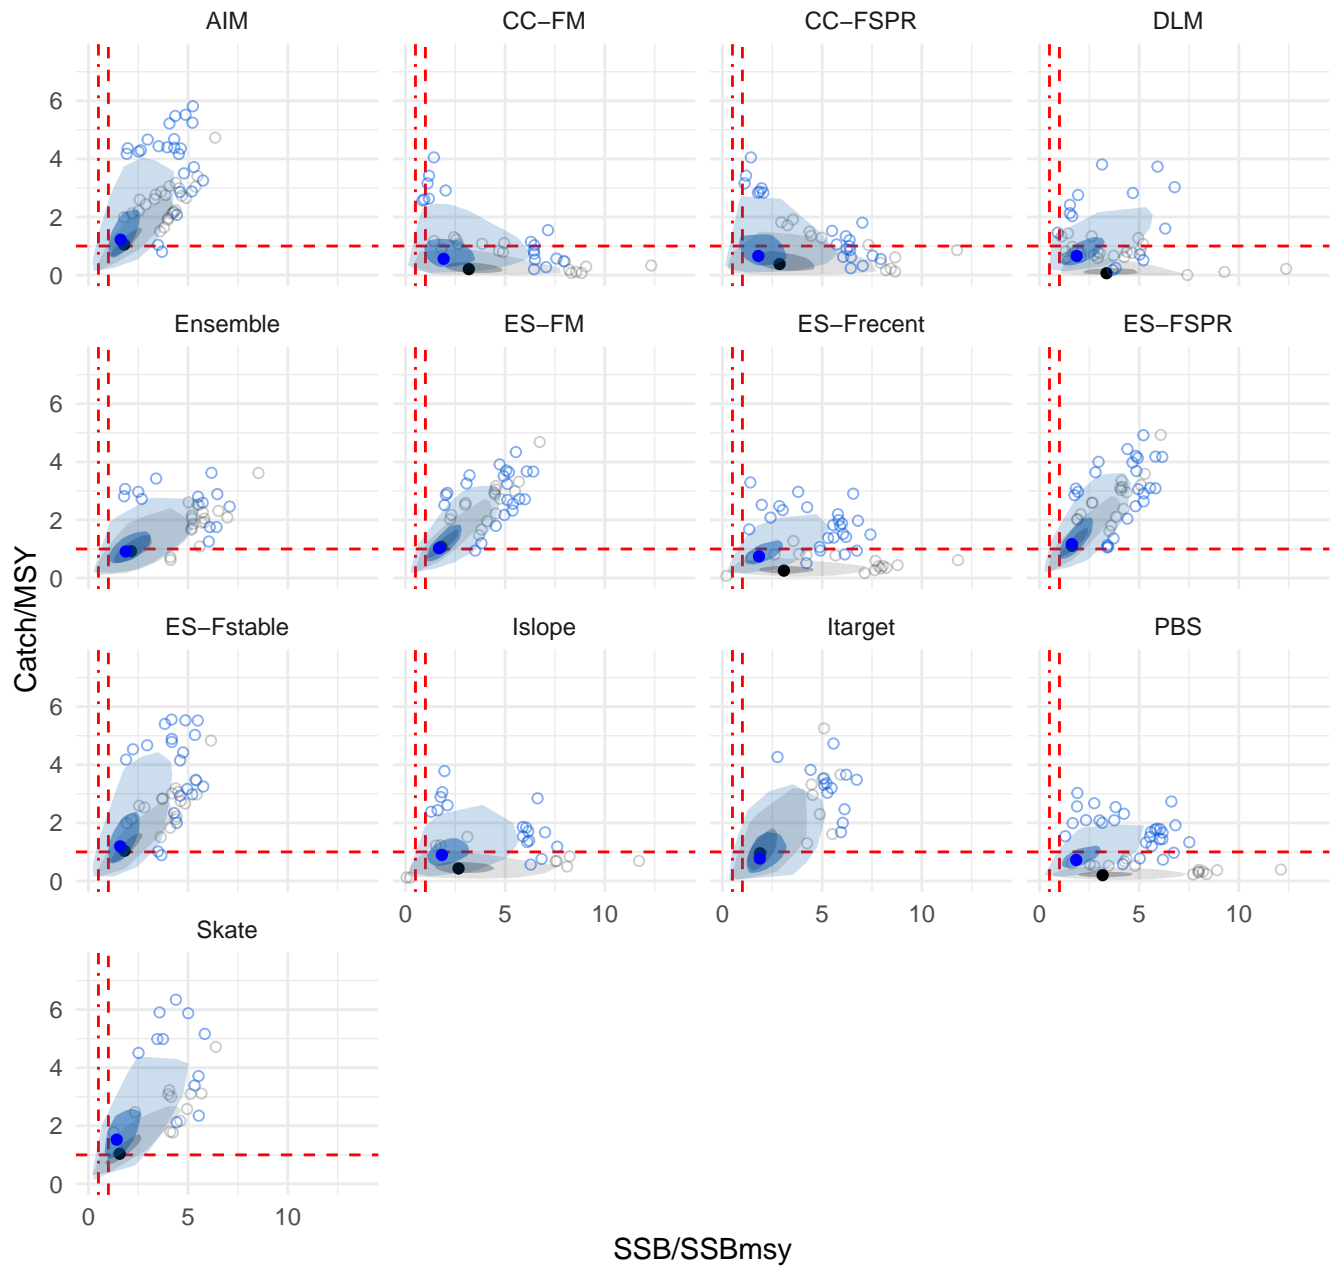 AIM CC−FM CC−FSPR DLM
6
4
2
0
Ensemble ES−FM ES−Frecent ES−FSPR
6
4
2
0
Catch/MSY
ES−Fstable Islope Itarget PBS
6
4
2
0
0 5 10 0 5 10 0 5 10
Skate
6
4
2
0
0 5 10
SSB/SSBmsy